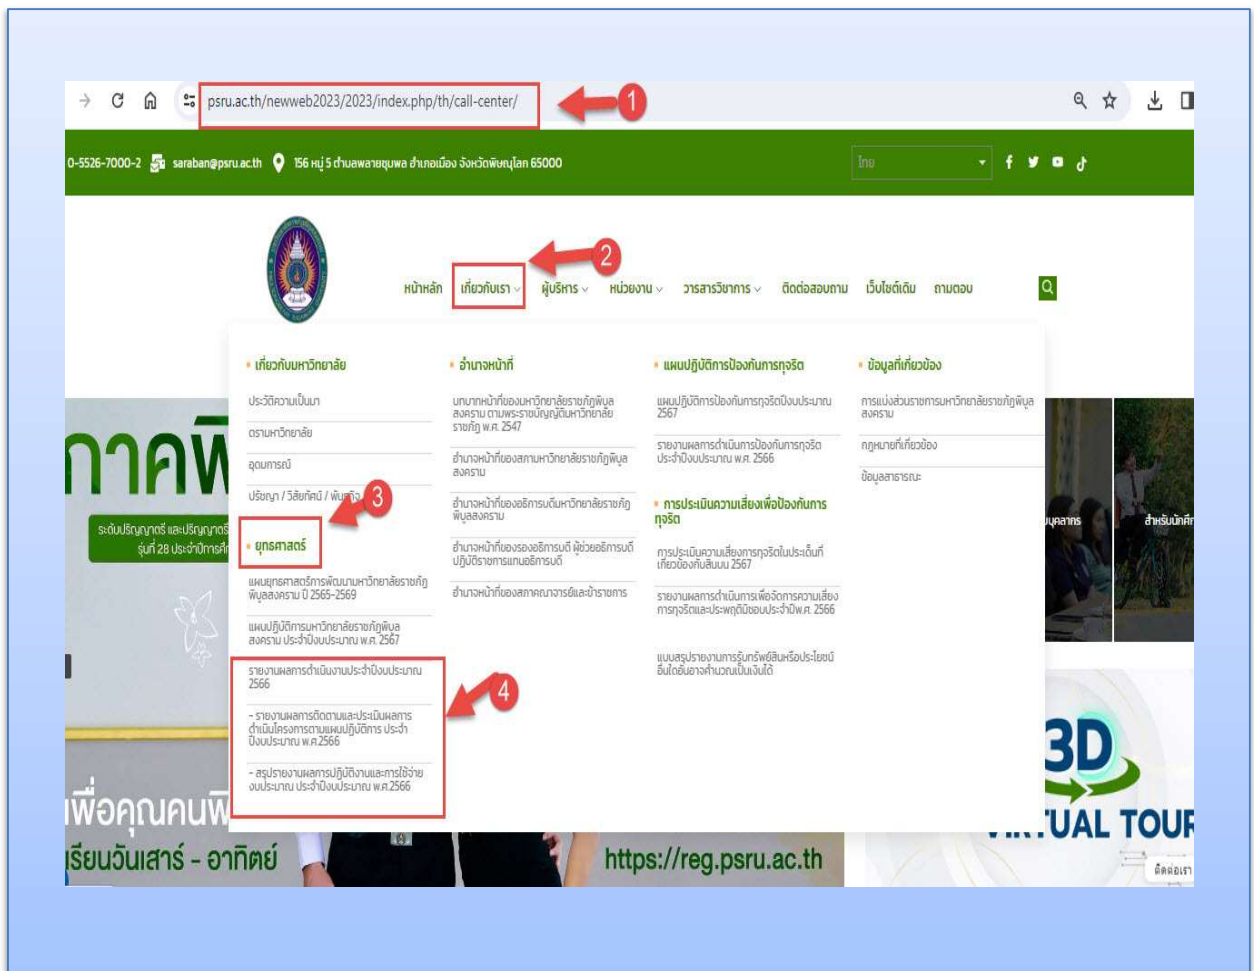 psru.ac.th/newweb2023/2023/index.php/th/call-center/
1
0-5526-7000-2 saraban@psru.ac.th 156 หมู่ 5 ตำบลพลายชุมพล อำเภอเมือง จังหวัดพิษณุโลก 65000
ไทย
2
หน้าหลัก เกี่ยวกับเรา ผู้บริหาร หน่วยงาน วารสารวิชาการ ติดต่อสอบถาม เว็บไซต์เดิม ถามตอบ
เกี่ยวกับมหาวิทยาลัย
ประวัติความเป็นมา
ตรามหาวิทยาลัย
อุดมการณ์
ปรัชญา / วิสัยทัศน์ /
3
ยุทธศาสตร์
แผนยุทธศาสตร์การพัฒนามหาวิทยาลัยราชภัฏ
พิบูลสงคราม ปี 2565-2569
แผนปฏิบัติการมหาวิทยาลัยราชภัฏพิบูล
สงคราม ประจำปีงบประมาณ พ.ศ. 2567
รายงานผลการดำเนินงานประจำปีงบประมาณ
2566
- รายงานผลการติดตามและประเมินผลการ
ดำเนินโครงการตามแผนปฏิบัติการ ประจำ
ปีงบประมาณ พ.ศ.2566
- สรุปรายงานผลการปฏิบัติงานและการใช้จ่าย
งบประมาณ ประจำปีงบประมาณ พ.ศ.2566
4
อำนาจหน้าที่
บทบาทหน้าที่ของมหาวิทยาลัยราชภัฏพิบูล
สงคราม ตามพระราชบัญญัติมหาวิทยาลัย
ราชภัฏ พ.ศ. 2547
อำนาจหน้าที่ของสภามหาวิทยาลัยราชภัฏพิบูล
สงคราม
อำนาจหน้าที่ของอธิการบดีมหาวิทยาลัยราชภัฏ
พิบูลสงคราม
อำนาจหน้าที่ของรองอธิการบดี ผู้ช่วยอธิการบดี
ปฏิบัติราชการแทนอธิการบดี
อำนาจหน้าที่ของสภาคณาจารย์และข้าราชการ
แผนปฏิบัติการป้องกันการทุจริต
แผนปฏิบัติการป้องกันการทุจริตปีงบประมาณ
2567
รายงานผลการดำเนินการป้องกันการทุจริต
ประจำปีงบประมาณ พ.ศ. 2566
การประเมินความเสี่ยงเพื่อป้องกันการ
ทุจริต
การประเมินความเสี่ยงการทุจริตในประเด็นที่
เกี่ยวข้องกับสินบน 2567
รายงานผลการดำเนินการเพื่อจัดการความเสี่ยง
การทุจริตและประพฤติมิชอบประจำปีพ.ศ. 2566
แบบสรุปรายงานการรับทรัพย์สินหรือประโยชน์
อื่นใดอันอาจคำนวณเป็นเงินได้
ข้อมูลที่เกี่ยวข้อง
การแบ่งส่วนราชการมหาวิทยาลัยราชภัฏพิบูล
สงคราม
กฎหมายที่เกี่ยวข้อง
ข้อมูลสาธารณะ
ภาคพิ
ระดับปริญญาตรี และปริญญาตรี
รุ่นที่ 28 ประจำปีการศึ
เพื่อคุณคนพิ
เรียนวันเสาร์ - อาทิตย์
https://reg.psru.ac.th
บุคลากร
สำหรับนักศึก
3D
VIRTUAL TOUR
ติดต่อเรา